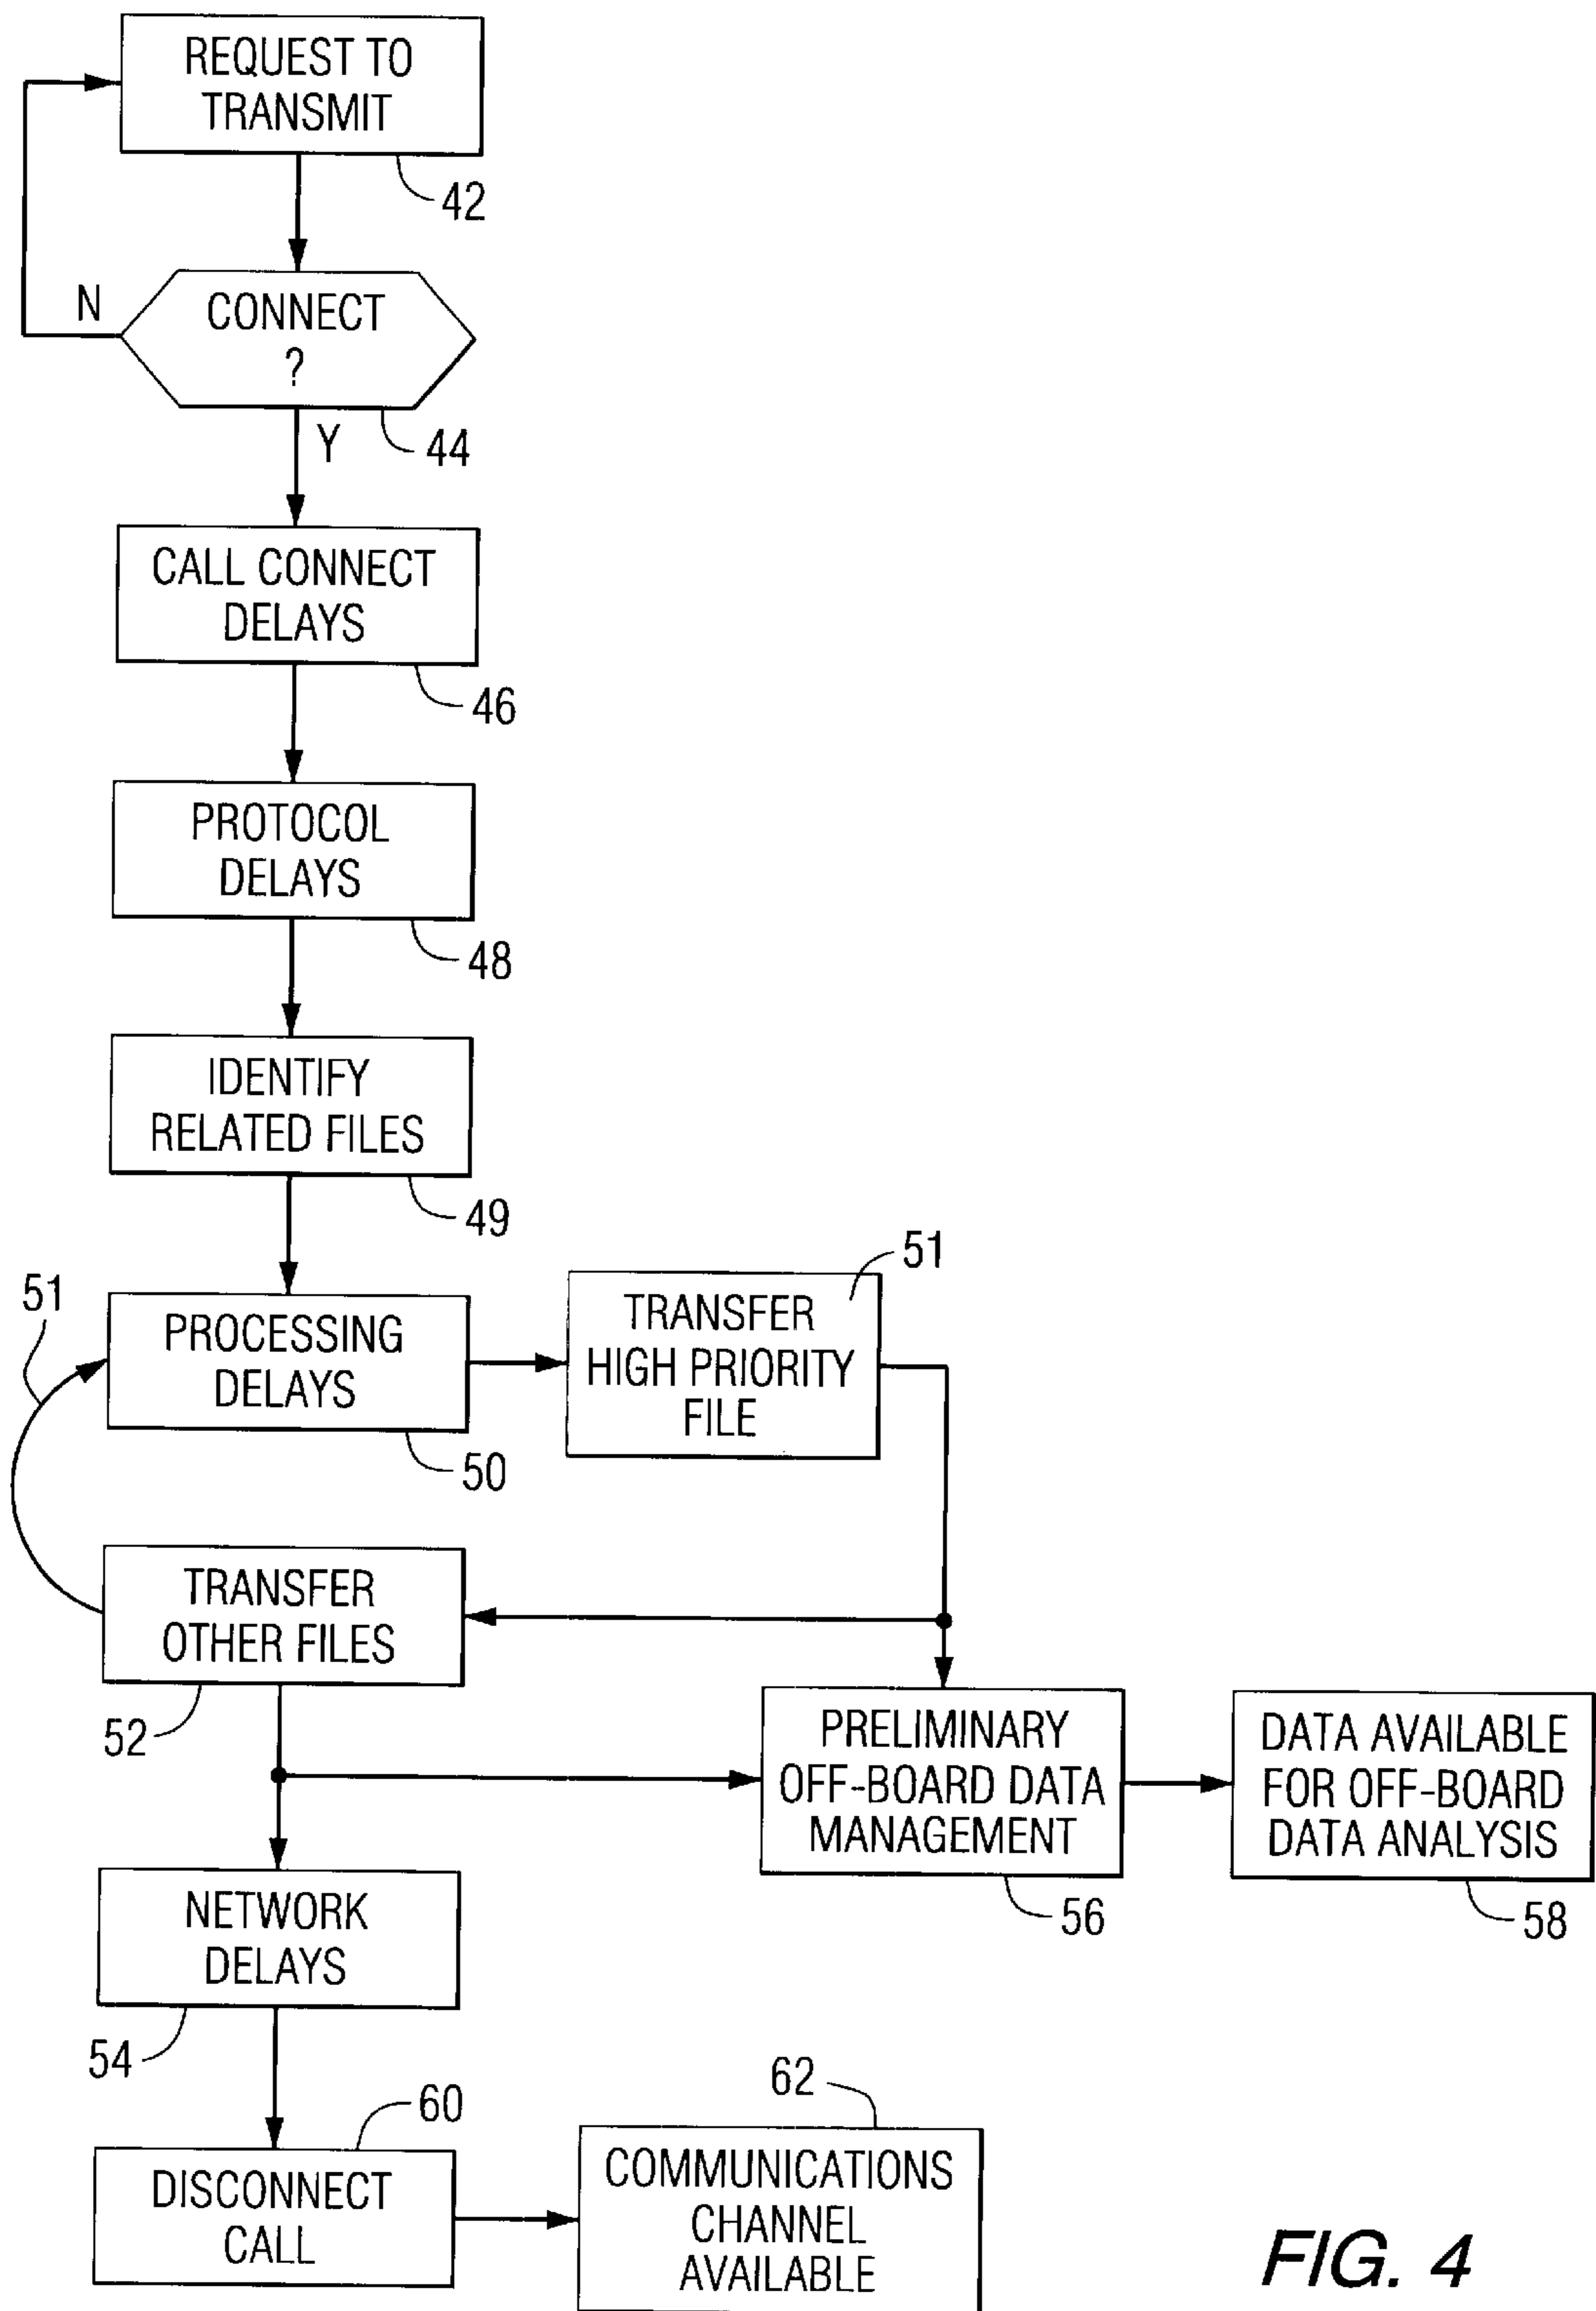 REQUEST TO
TRANSMIT
42
N
CONNECT
?
Y
44
CALL CONNECT
DELAYS
46
PROTOCOL
DELAYS
48
IDENTIFY
RELATED FILES
49
51
PROCESSING
DELAYS
50
51
TRANSFER
HIGH PRIORITY
FILE
TRANSFER
OTHER FILES
52
PRELIMINARY
OFF-BOARD DATA
MANAGEMENT
56
DATA AVAILABLE
FOR OFF-BOARD
DATA ANALYSIS
58
NETWORK
DELAYS
54
60
DISCONNECT
CALL
62
COMMUNICATIONS
CHANNEL
AVAILABLE
FIG. 4